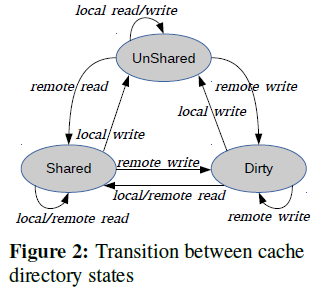 local read/write
UnShared
remote read
remote write
local write
local write
Shared
remote write
Dirty
local/remote read
local/remote read
remote write
Figure 2: Transition between cache
directory states